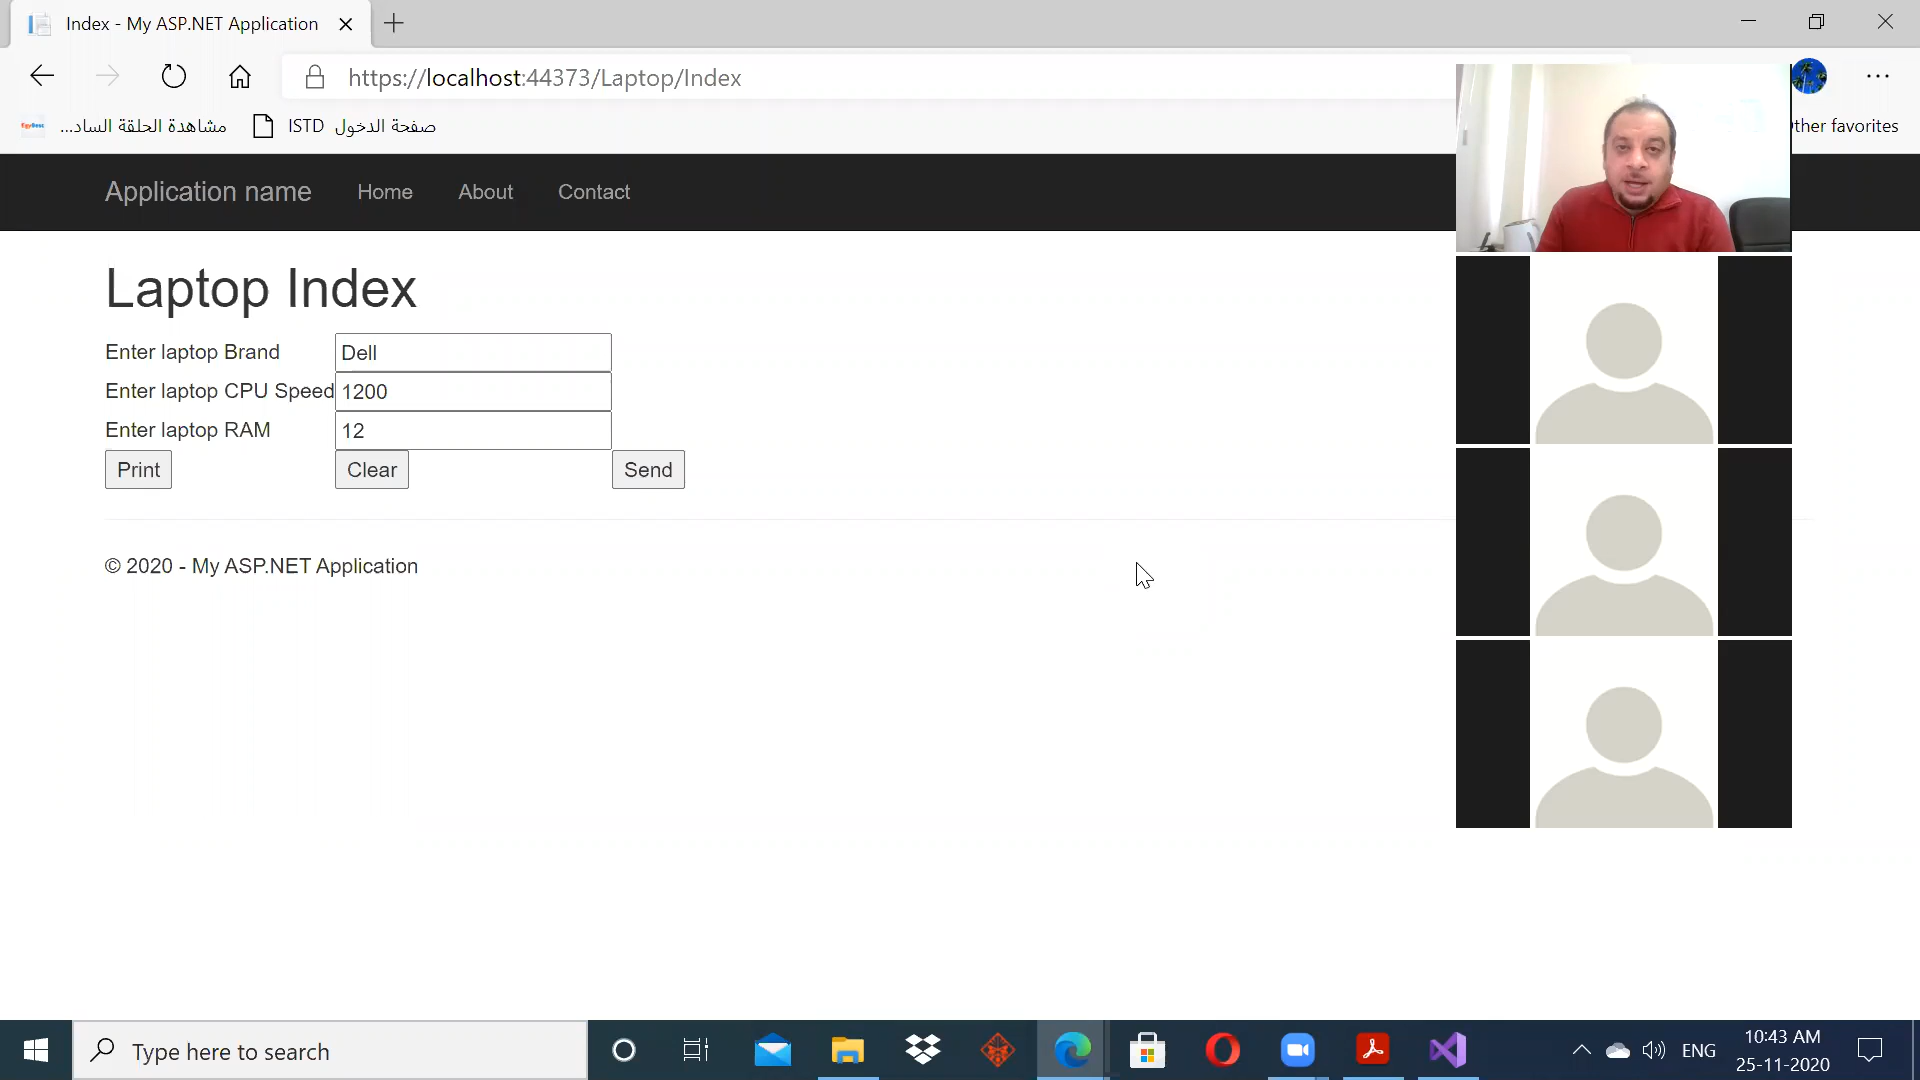 Index - My ASP.NET Application
https://localhost:44373/Laptop/Index
مشاهدة الحلقة الساد...
ISTD صفحة الدخول
ther favorites
Application name Home About Contact
Laptop Index
Enter laptop Brand Dell
Enter laptop CPU Speed 1200
Enter laptop RAM 12
Print Clear Send
© 2020 - My ASP.NET Application
Type here to search
ENG
10:43 AM
25-11-2020